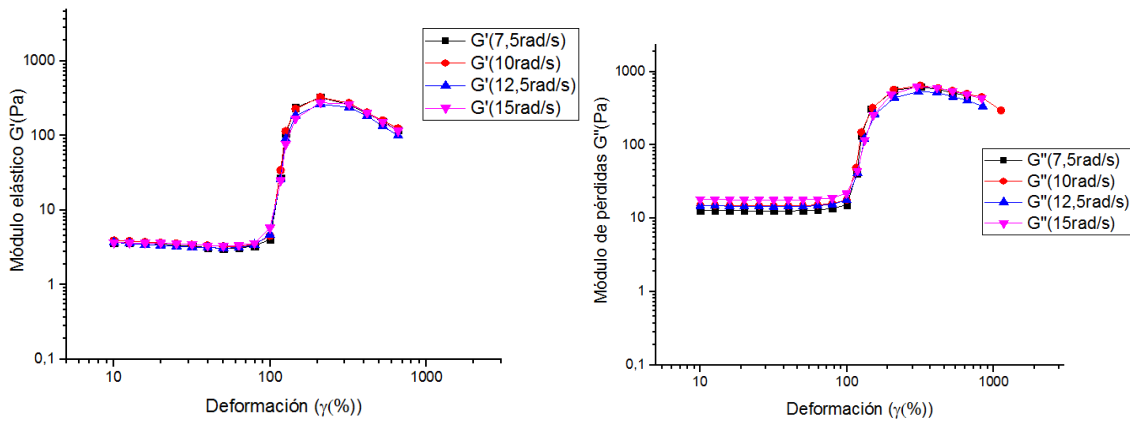 Módulo elástico G'(Pa)
1000
100
10
1
0,1
10
100
1000
Deformación (γ(%))
G'(7,5rad/s)
G'(10rad/s)
G'(12,5rad/s)
G'(15rad/s)
Módulo de pérdidas G''(Pa)
1000
100
10
1
0,1
10
100
1000
Deformación (γ(%))
G''(7,5rad/s)
G''(10rad/s)
G''(12,5rad/s)
G''(15rad/s)